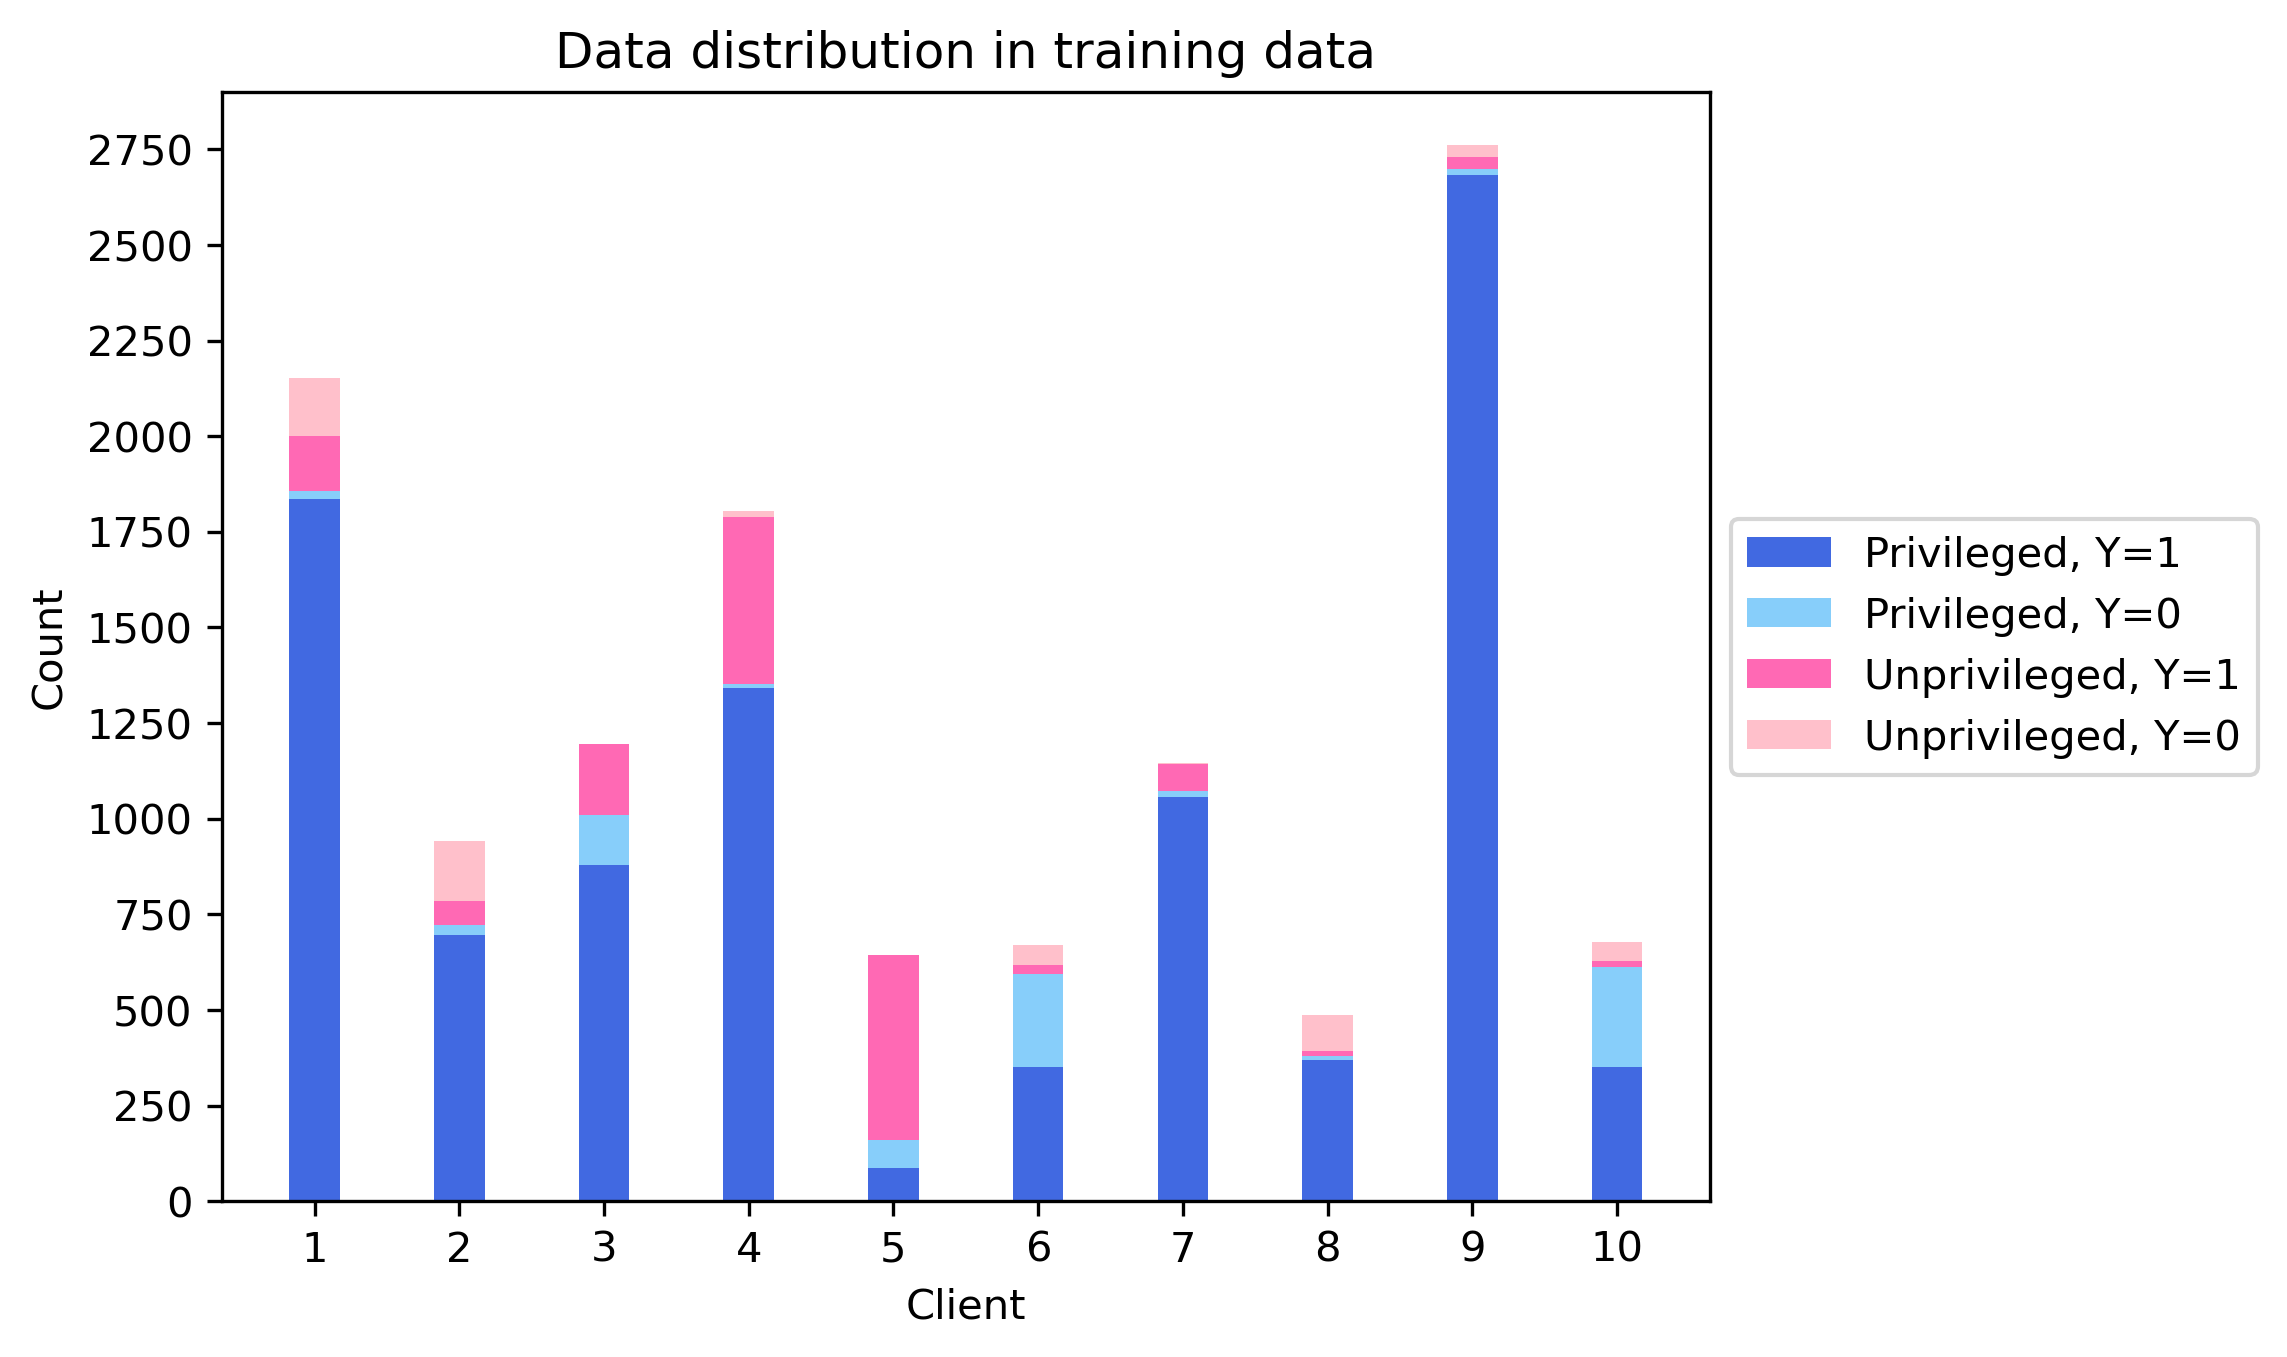 Data distribution in training data
2750
2500
2250
2000
1750
1500
1250
1000
750
500
250
0
Count
1 2 3 4 5 6 7 8 9 10
Client
Privileged, Y=1
Privileged, Y=0
Unprivileged, Y=1
Unprivileged, Y=0